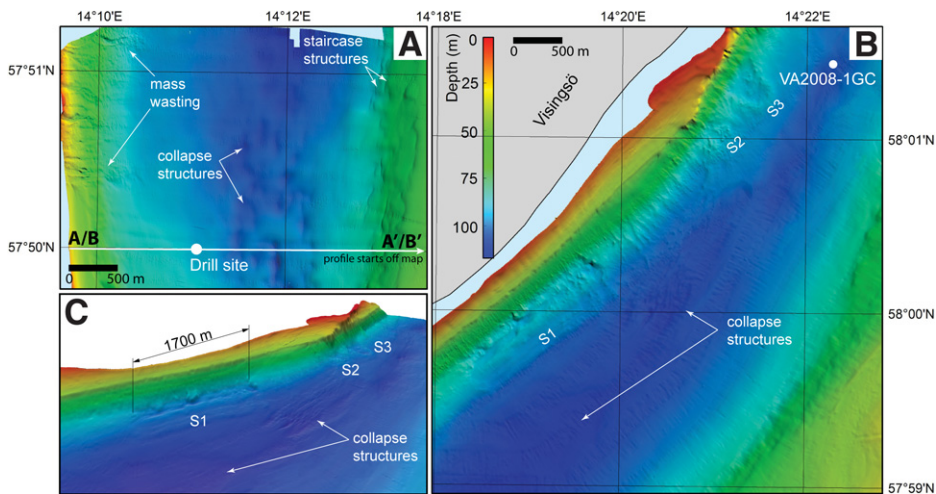 14°10'E
14°12'E
14°18'E
14°20'E
14°22'E
A
57°51'N
mass
wasting
staircase
structures
collapse
structures
A/B
A'/B'
profile starts off map
Drill site
0
500 m
57°50'N
B
Depth (m)
0
25
50
75
100
0
500 m
Visingsö
VA2008-1GC
S3
S2
S1
58°01'N
58°00'N
collapse
structures
57°59'N
C
1700 m
S3
S2
S1
collapse
structures